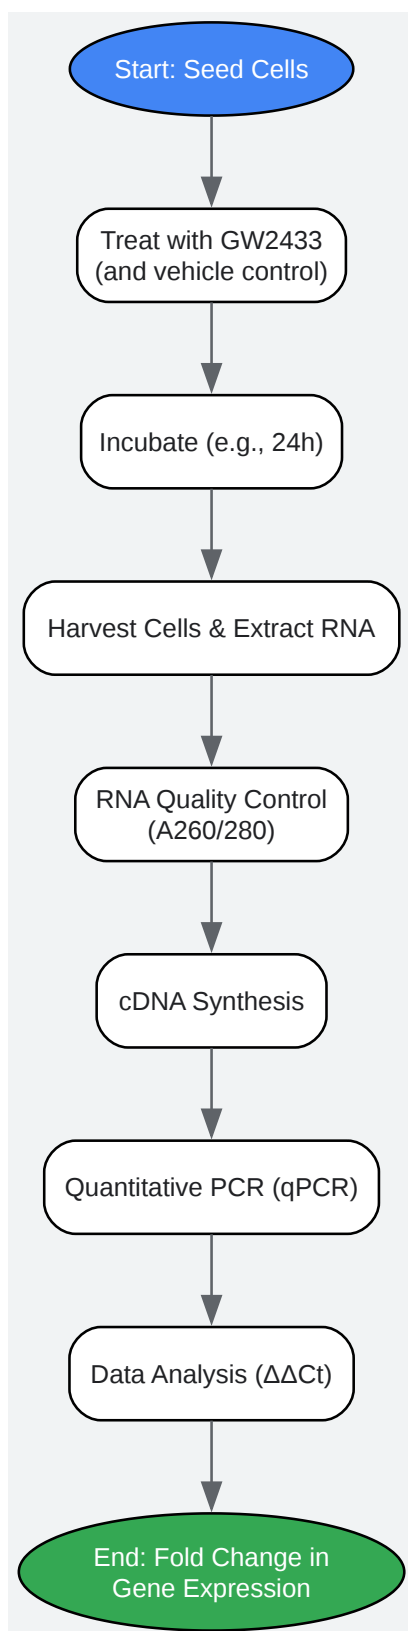 Start: Seed Cells
Treat with GW2433
(and vehicle control)
Incubate (e.g., 24h)
Harvest Cells & Extract RNA
RNA Quality Control
(A260/280)
cDNA Synthesis
Quantitative PCR (qPCR)
Data Analysis (ΔΔCt)
End: Fold Change in
Gene Expression